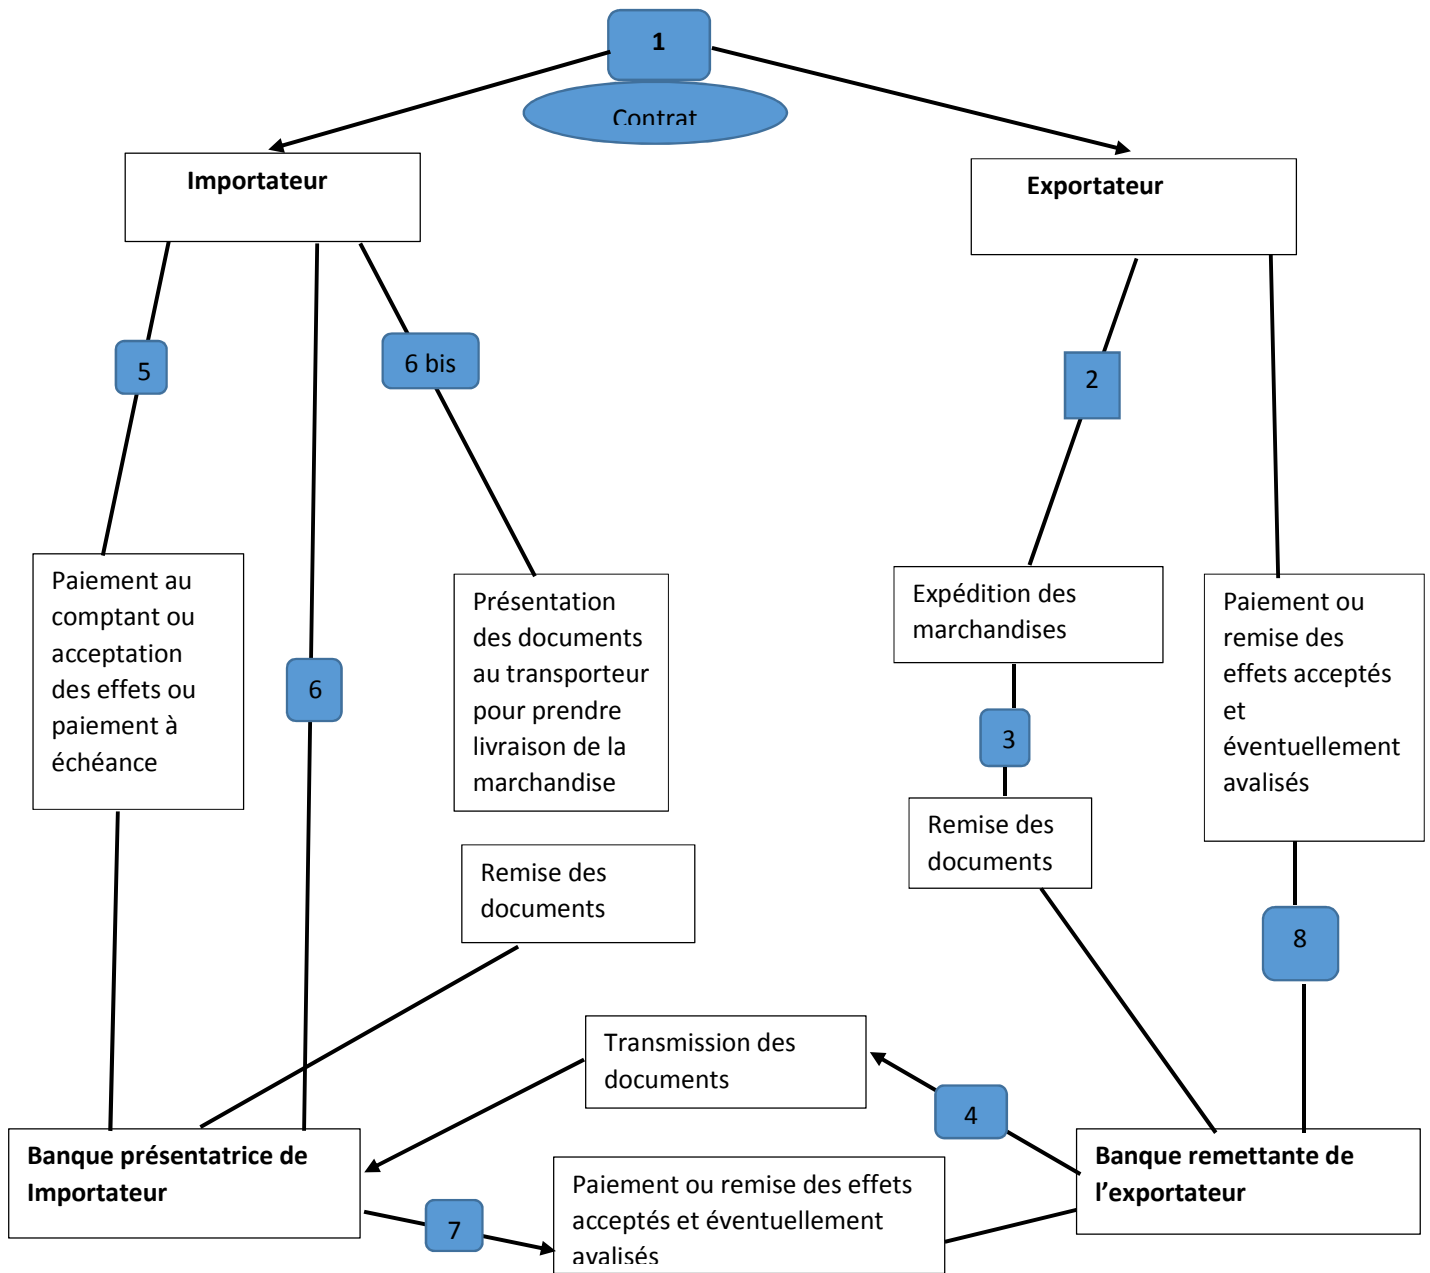 1
Contrat
Importateur
Exportateur
5
6 bis
2
Paiement au
comptant ou
acceptation
des effets ou
paiement à
échéance
6
Présentation
des documents
au transporteur
pour prendre
livraison de la
marchandise
Expédition des
marchandises
3
Remise des
documents
Paiement ou
remise des
effets acceptés
et
éventuellement
avalisés
8
Remise des
documents
Transmission des
documents
4
Banque présentatrice de
Importateur
7
Paiement ou remise des effets
acceptés et éventuellement
avalisés
Banque remettante de
l’exportateur